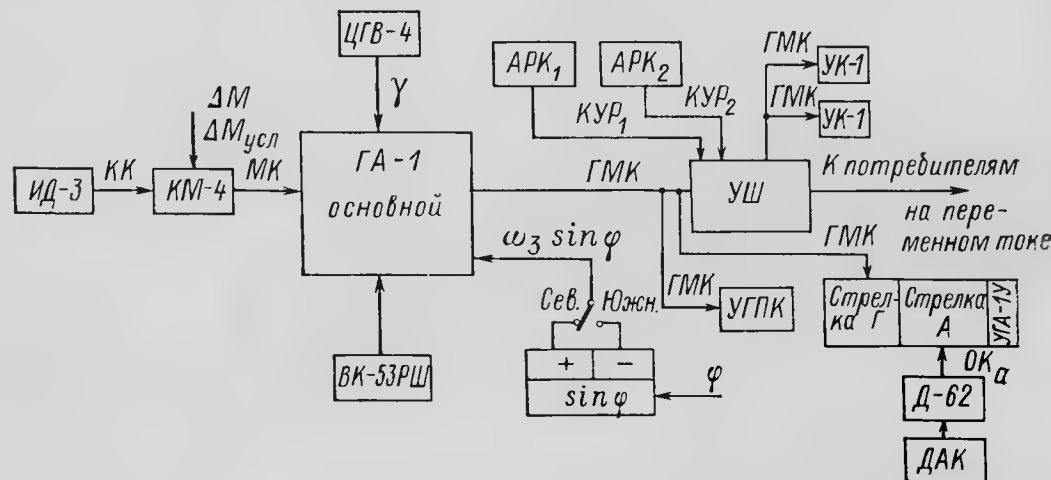 ЦГВ-4
γ
АРК₁
АРК₂
КУР₁
КУР₂
ГМК
УК-1
ГМК
УК-1
ΔМ
ΔМусл
ИД-3
КК
КМ-4
МК
ГА-1
основной
ГМК
УШ
К потребителям
на пере-
менном токе
ω₃ sin φ
Сев.
Южн.
+
−
sin φ
φ
ВК-53РШ
ГМК
УГПК
ГМК
Стрел-
ка Г
Стрелка
А
УГА-1У
ОКа
Д-62
ДАК